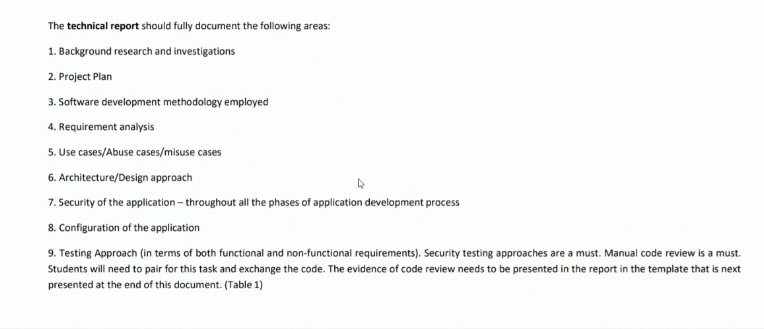 The technical report should fully document the following areas:
1. Background research and investigations
2. Project Plan
3. Software development methodology employed
4. Requirement analysis
5. Use cases/Abuse cases/misuse cases
6. Architecture/Design approach
7. Security of the application – throughout all the phases of application development process
8. Configuration of the application
9. Testing Approach (in terms of both functional and non-functional requirements). Security testing approaches are a must. Manual code review is a must.
Students will need to pair for this task and exchange the code. The evidence of code review needs to be presented in the report in the template that is next
presented at the end of this document. (Table 1)